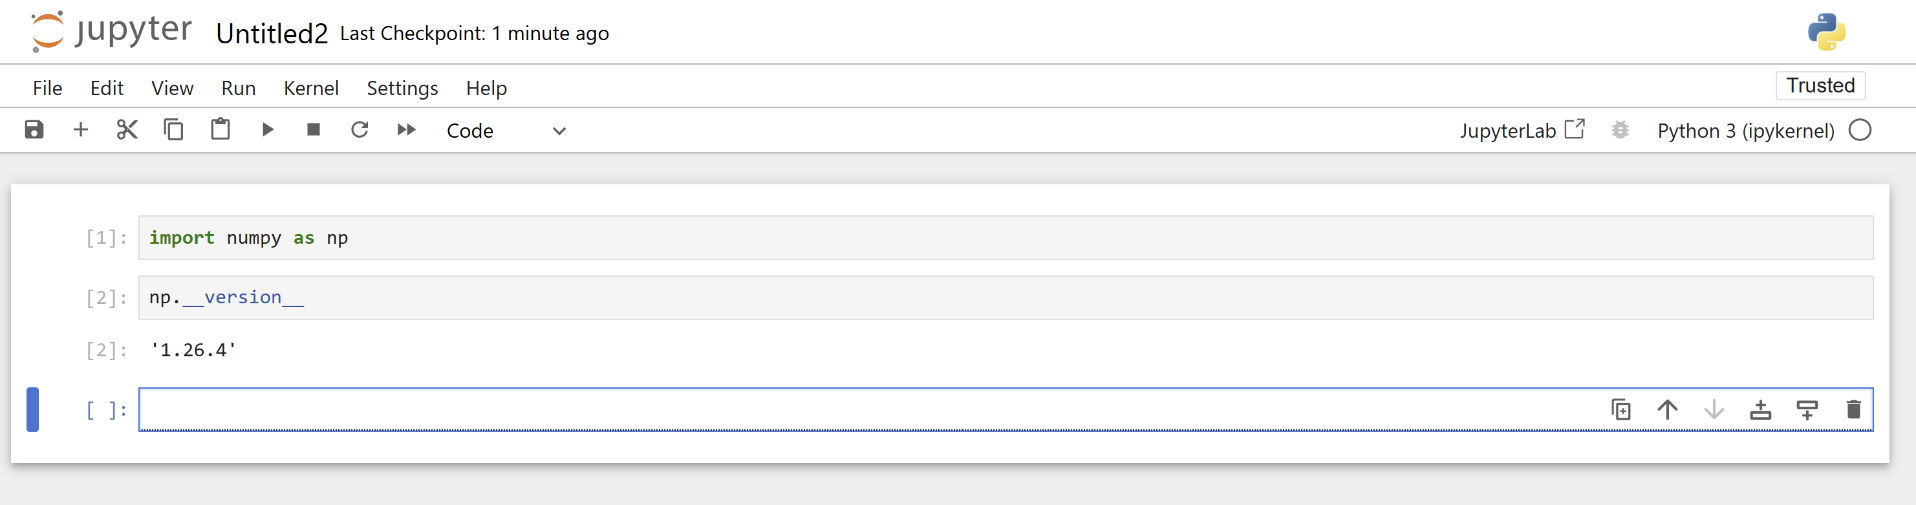 jupyter Untitled2 Last Checkpoint: 1 minute ago
File Edit View Run Kernel Settings Help Trusted
Code JupyterLab Python 3 (ipykernel)
[1]: import numpy as np
[2]: np.__version__
[2]: '1.26.4'
[ ]: